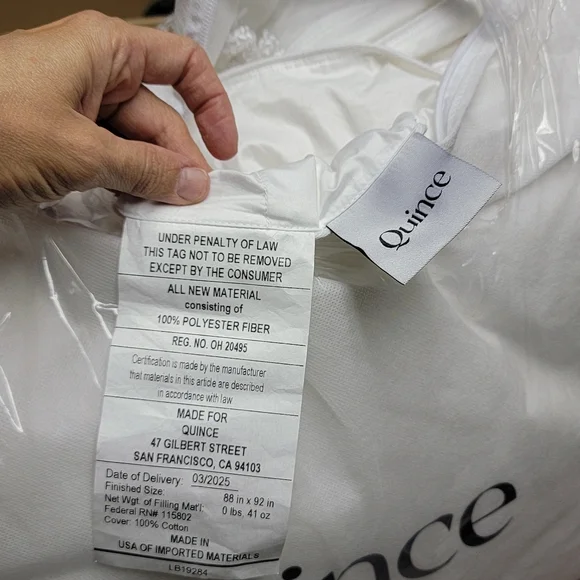 Quince
UNDER PENALTY OF LAW
THIS TAG NOT TO BE REMOVED
EXCEPT BY THE CONSUMER
ALL NEW MATERIAL
consisting of
100% POLYESTER FIBER
REG. NO. OH 20495
Certification is made by the manufacturer
that materials in this article are described
in accordance with law
MADE FOR
QUINCE
47 GILBERT STREET
SAN FRANCISCO, CA 94103
Date of Delivery: 03/2025
Finished Size: 88 in x 92 in
Net Wgt. of Filling Mat'l: 0 lbs, 41 oz
Federal RN# 115802
Cover: 100% Cotton
MADE IN
USA OF IMPORTED MATERIALS
LB19284
uince